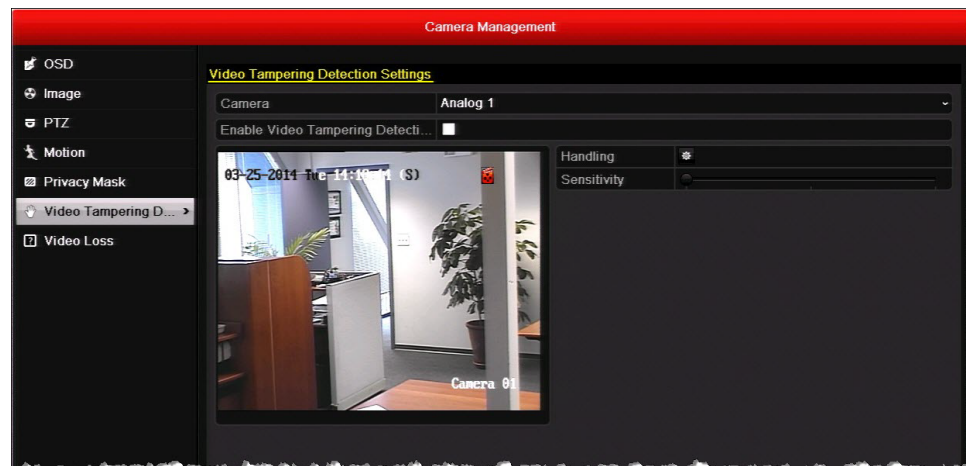 Camera Management
OSD
Image
PTZ
Motion
Privacy Mask
Video Tampering D...
Video Loss
Video Tampering Detection Settings
Camera Analog 1
Enable Video Tampering Detecti...
03-25-2014 Tue (S)
Camera 01
Handling
Sensitivity